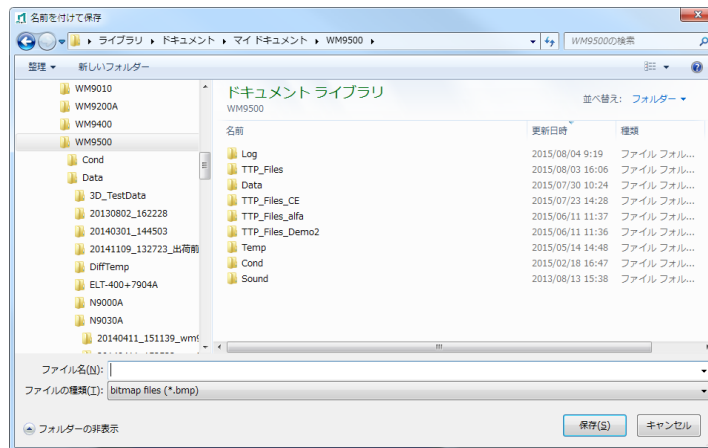 名前を付けて保存
ライブラリ ドキュメント マイ ドキュメント WM9500
WM9500の検索
整理 新しいフォルダー
WM9010
WM9200A
WM9400
WM9500
Cond
Data
3D_TestData
20130802_162228
20140301_144503
20141109_132723_出荷前
DiffTemp
ELT-400+7904A
N9000A
N9030A
20140411_151139_wm9
ドキュメント ライブラリ
WM9500
並べ替え: フォルダー
名前 更新日時 種類
Log 2015/08/04 9:19 ファイル フォル...
TTP_Files 2015/08/03 16:06 ファイル フォル...
Data 2015/07/30 10:24 ファイル フォル...
TTP_Files_CE 2015/07/23 14:28 ファイル フォル...
TTP_Files_alfa 2015/06/11 11:37 ファイル フォル...
TTP_Files_Demo2 2015/06/11 11:36 ファイル フォル...
Temp 2015/05/14 14:48 ファイル フォル...
Cond 2015/02/18 16:47 ファイル フォル...
Sound 2013/08/13 15:38 ファイル フォル...
ファイル名(N):
ファイルの種類(T): bitmap files (*.bmp)
フォルダーの非表示
保存(S) キャンセル